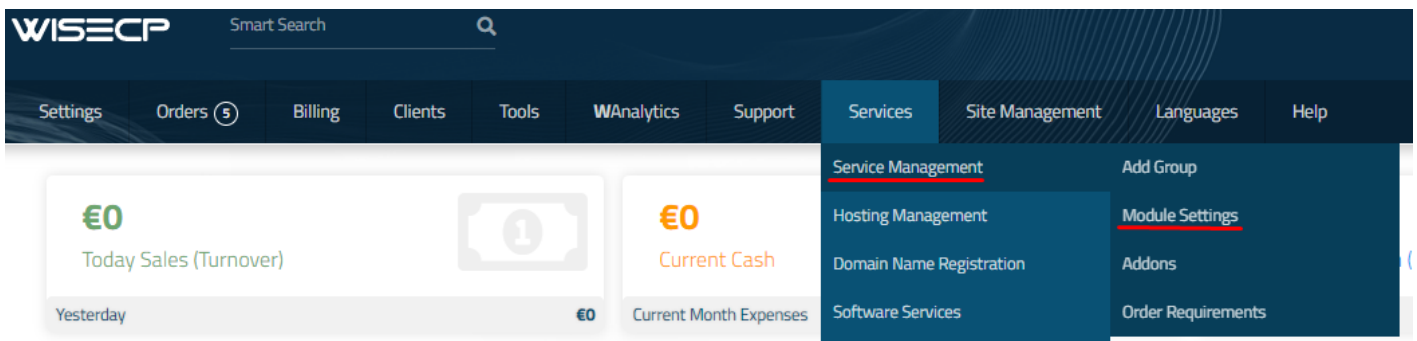 WISECP
Smart Search
Settings Orders 5 Billing Clients Tools WAnalytics Support Services Site Management Languages Help
Service Management Add Group
Hosting Management Module Settings
Domain Name Registration Addons
Software Services Order Requirements
€0
Today Sales (Turnover)
1
Yesterday €0
€0
Current Cash
Current Month Expenses
(